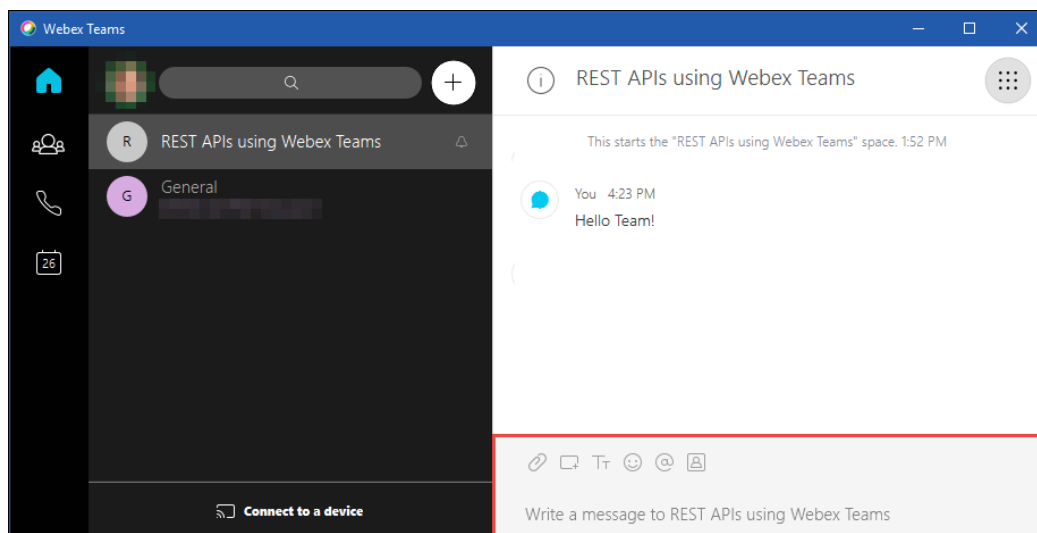 Webex Teams
REST APIs using Webex Teams
R
REST APIs using Webex Teams
This starts the "REST APIs using Webex Teams" space. 1:52 PM
G
General
You 4:23 PM
Hello Team!
26
Tт
@
Connect to a device
Write a message to REST APIs using Webex Teams